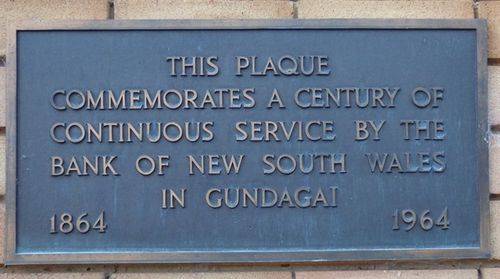 THIS PLAQUE
COMMEMORATES A CENTURY OF
CONTINUOUS SERVICE BY THE
BANK OF NEW SOUTH WALES
IN GUNDAGAI
1864 1964